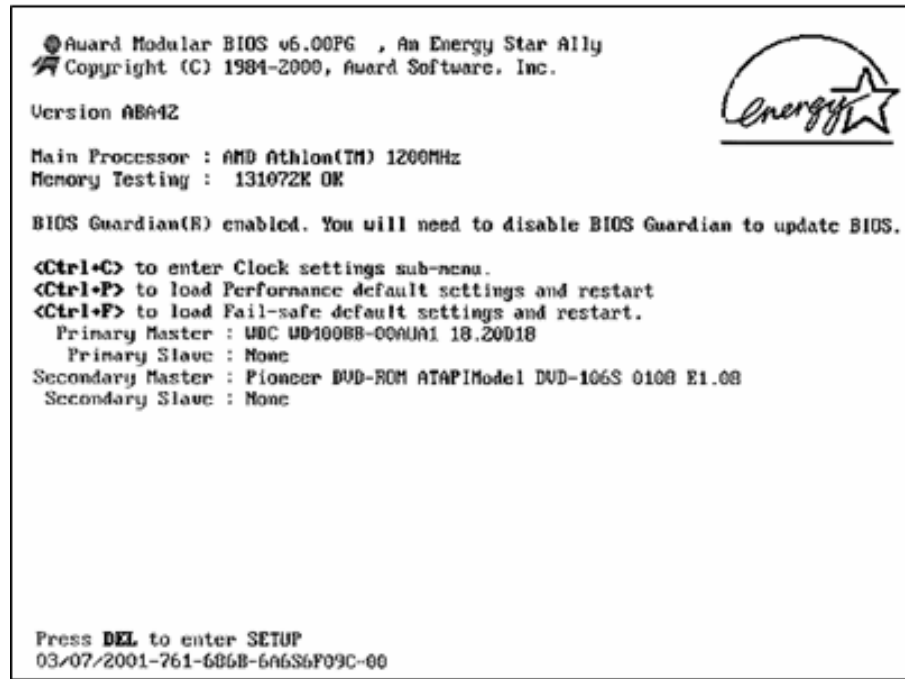 Award Modular BIOS v6.00PG , An Energy Star Ally
Copyright (C) 1984-2000, Award Software, Inc.
energy
Version ABA42
Main Processor : AMD Athlon(TM) 1200MHz
Memory Testing : 131072K OK
BIOS Guardian(R) enabled. You will need to disable BIOS Guardian to update BIOS.
<Ctrl+C> to enter Clock settings sub-menu.
<Ctrl+P> to load Performance default settings and restart
<Ctrl+F> to load Fail-safe default settings and restart.
Primary Master : WDC WD400BB-00AUA1 18.20D18
Primary Slave : None
Secondary Master : Pioneer DVD-ROM ATAPIModel DVD-106S 0108 E1.08
Secondary Slave : None
Press DEL to enter SETUP
03/07/2001-761-686B-6A6S6F09C-00